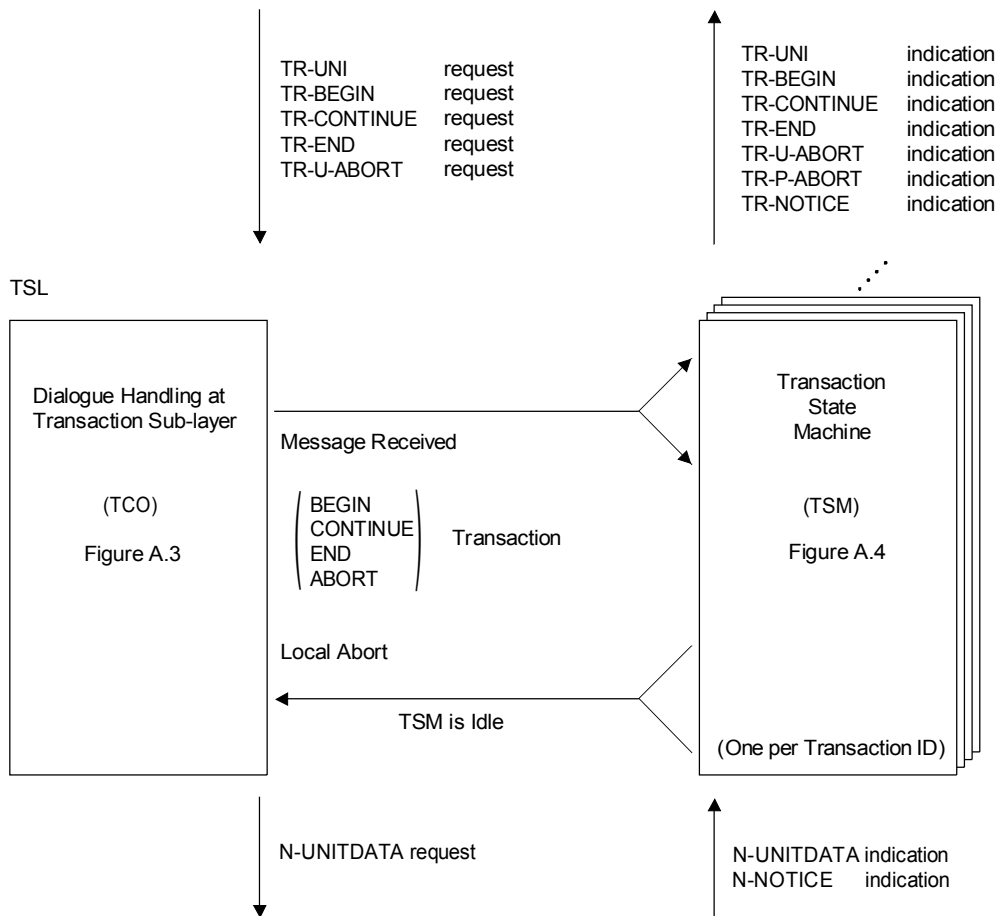 TR-UNI request
TR-BEGIN request
TR-CONTINUE request
TR-END request
TR-U-ABORT request
TR-UNI indication
TR-BEGIN indication
TR-CONTINUE indication
TR-END indication
TR-U-ABORT indication
TR-P-ABORT indication
TR-NOTICE indication
TSL
Dialogue Handling at
Transaction Sub-layer
(TCO)
Figure A.3
Message Received
BEGIN
CONTINUE
END
ABORT
Transaction
Local Abort
TSM is Idle
Transaction
State
Machine
(TSM)
Figure A.4
(One per Transaction ID)
N-UNITDATA request
N-UNITDATA indication
N-NOTICE indication